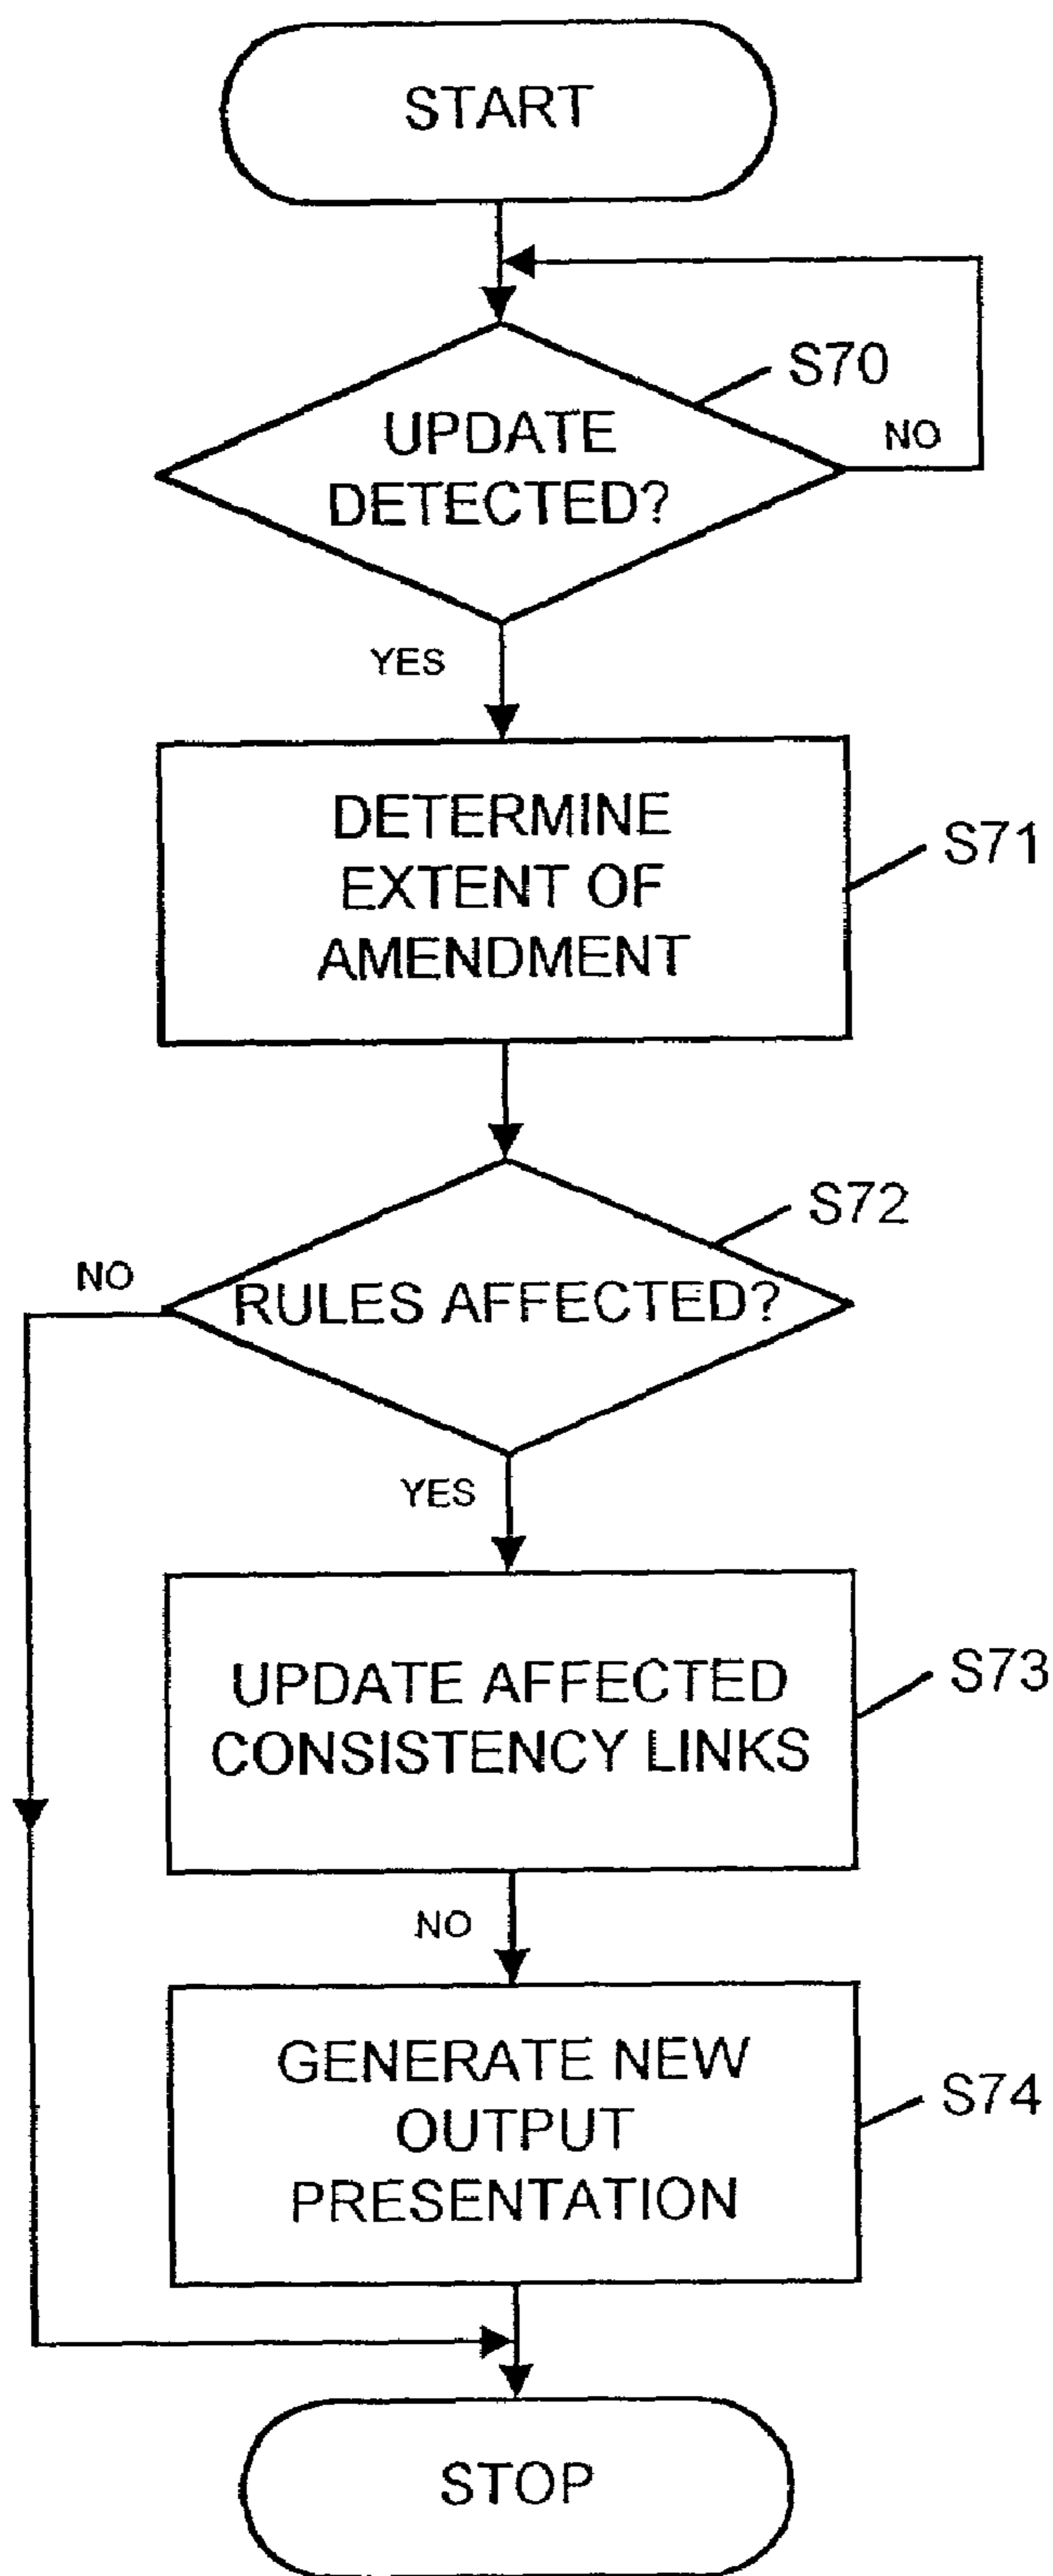 START
S70
UPDATE
DETECTED?
NO
YES
DETERMINE
EXTENT OF
AMENDMENT
S71
S72
NO
RULES AFFECTED?
YES
UPDATE AFFECTED
CONSISTENCY LINKS
S73
NO
GENERATE NEW
OUTPUT
PRESENTATION
S74
STOP